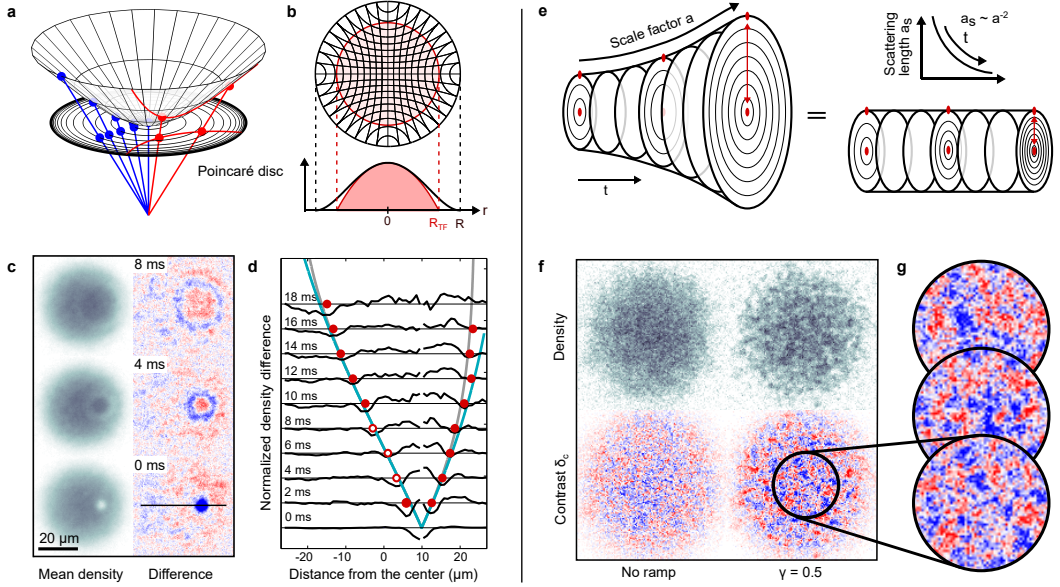 a
Poincaré disc
b
0
R_TF
R
r
c
8 ms
4 ms
0 ms
20 µm
Mean density
Difference
d
Normalized density difference
18 ms
16 ms
14 ms
12 ms
10 ms
8 ms
6 ms
4 ms
2 ms
0 ms
-20
-10
0
10
20
Distance from the center (µm)
e
Scale factor a
t
=
Scattering
length a_s
a_s ~ a^-2
t
f
Density
Contrast δ_c
No ramp
γ = 0.5
g